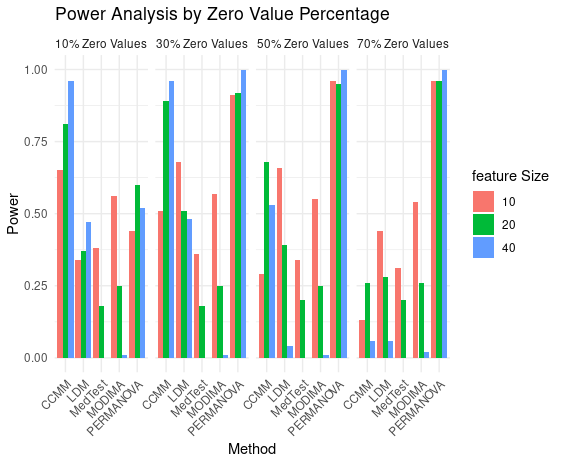 Power Analysis by Zero Value Percentage
10% Zero Values 30% Zero Values 50% Zero Values 70% Zero Values
1.00
0.75
0.50
0.25
0.00
Power
CCMM LDM MedTest MODIMA PERMANOVA CCMM LDM MedTest MODIMA PERMANOVA CCMM LDM MedTest MODIMA PERMANOVA CCMM LDM MedTest MODIMA PERMANOVA
Method
feature Size
10
20
40